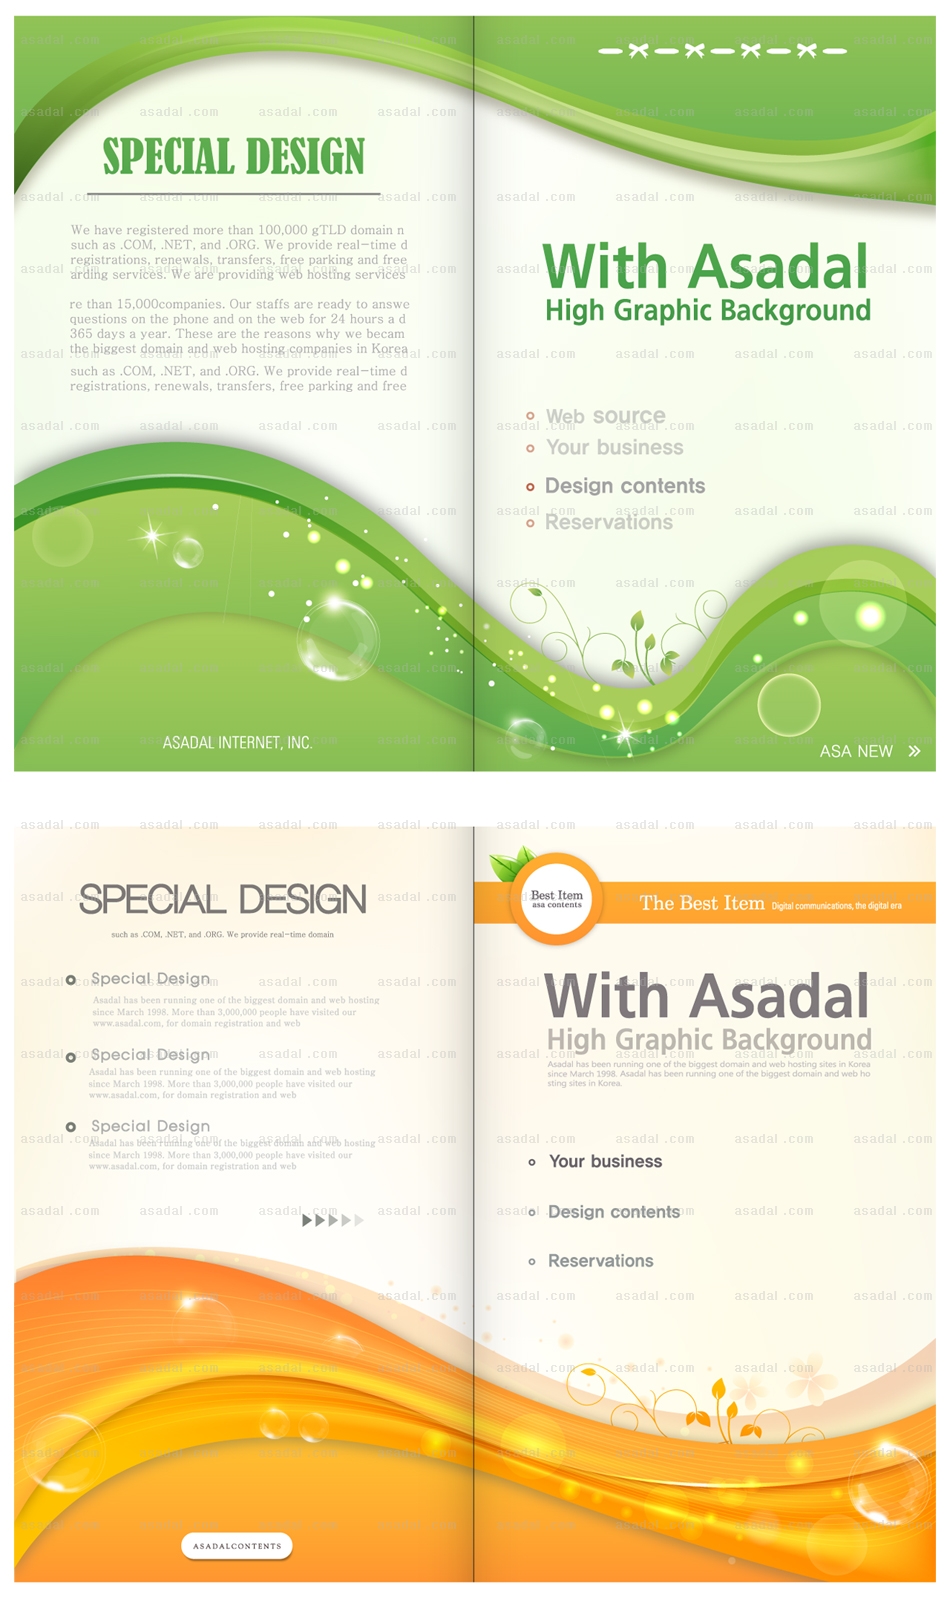 SPECIAL DESIGN
We have registered more than 100,000 gTLD domain n
such as .COM, .NET, and .ORG. We provide real-time d
registrations, renewals, transfers, free parking and free
arding services. We are providing web hosting services
re than 15,000companies. Our staffs are ready to answe
questions on the phone and on the web for 24 hours a d
365 days a year. These are the reasons why we becam
the biggest domain and web hosting companies in Korea
such as .COM, .NET, and .ORG. We provide real-time d
registrations, renewals, transfers, free parking and free
ASADAL INTERNET, INC.
With Asadal
High Graphic Background
Web source
Your business
Design contents
Reservations
ASA NEW
SPECIAL DESIGN
such as .COM, .NET, and .ORG. We provide real-time domain
Special Design
Asadal has been running one of the biggest domain and web hosting
since March 1998. More than 3,000,000 people have visited our
www.asadal.com, for domain registration and web
Special Design
Asadal has been running one of the biggest domain and web hosting
since March 1998. More than 3,000,000 people have visited our
www.asadal.com, for domain registration and web
Special Design
Asadal has been running one of the biggest domain and web hosting
since March 1998. More than 3,000,000 people have visited our
www.asadal.com, for domain registration and web
ASADALCONTENTS
Best Item
asa contents
The Best Item Digital communications, the digital era
With Asadal
High Graphic Background
Asadal has been running one of the biggest domain and web hosting sites in Korea
since March 1998. Asadal has been running one of the biggest domain and web ho
sting sites in Korea.
Your business
Design contents
Reservations
asadal.com